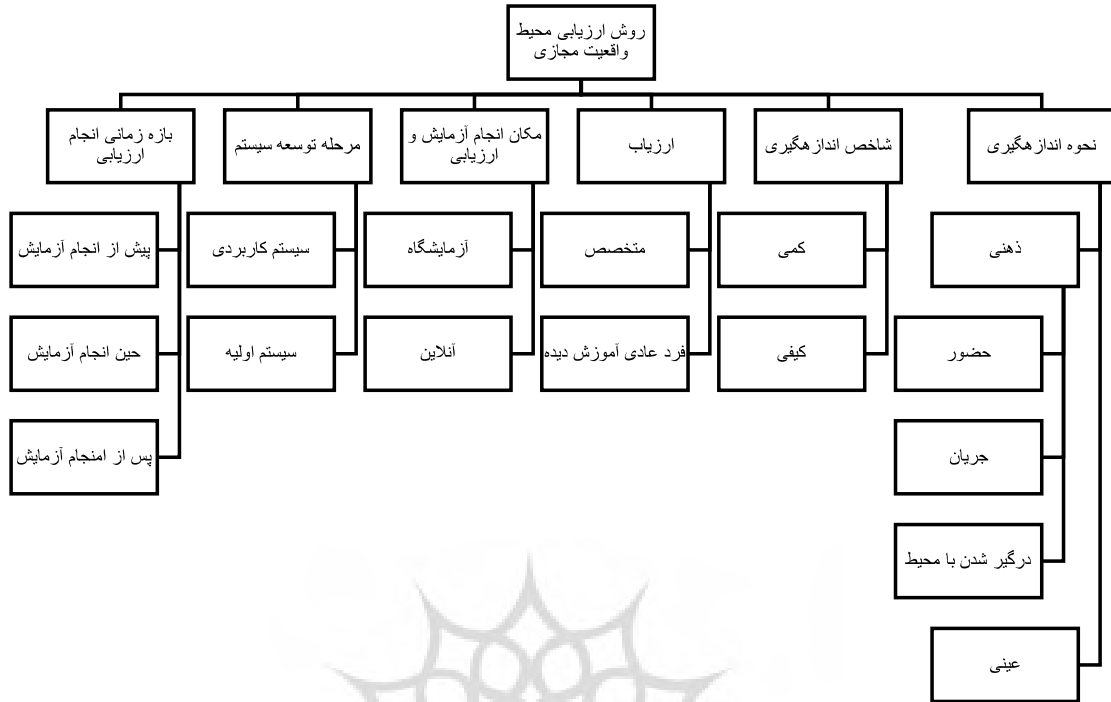 روش ارزیابی محیط
واقعیت مجازی
نحوه اندازهگیری
شاخص اندازهگیری
ارزیاب
مکان انجام آزمایش و
ارزیابی
مرحله توسعه سیستم
بازه زمانی انجام
ارزیابی
ذهنی
کمی
متخصص
آزمایشگاه
سیستم کاربردی
پیش از انجام آزمایش
حضور
کیفی
فرد عادی آموزش دیده
آنلاین
سیستم اولیه
حین انجام آزمایش
جریان
پس از امنجام آزمایش
درگیر شدن با محیط
عینی